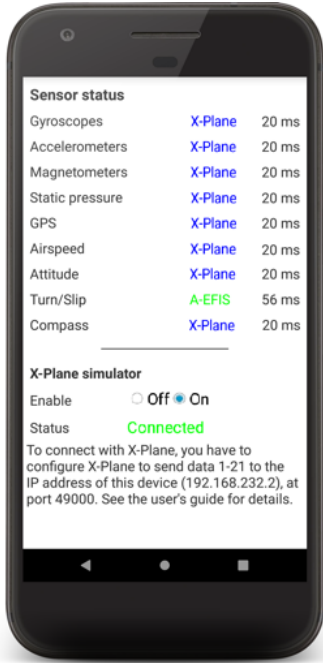 Sensor status
Gyroscopes X-Plane 20 ms
Accelerometers X-Plane 20 ms
Magnetometers X-Plane 20 ms
Static pressure X-Plane 20 ms
GPS X-Plane 20 ms
Airspeed X-Plane 20 ms
Attitude X-Plane 20 ms
Turn/Slip A-EFIS 56 ms
Compass X-Plane 20 ms
X-Plane simulator
Enable Off On
Status Connected
To connect with X-Plane, you have to
configure X-Plane to send data 1-21 to the
IP address of this device (192.168.232.2), at
port 49000. See the user's guide for details.